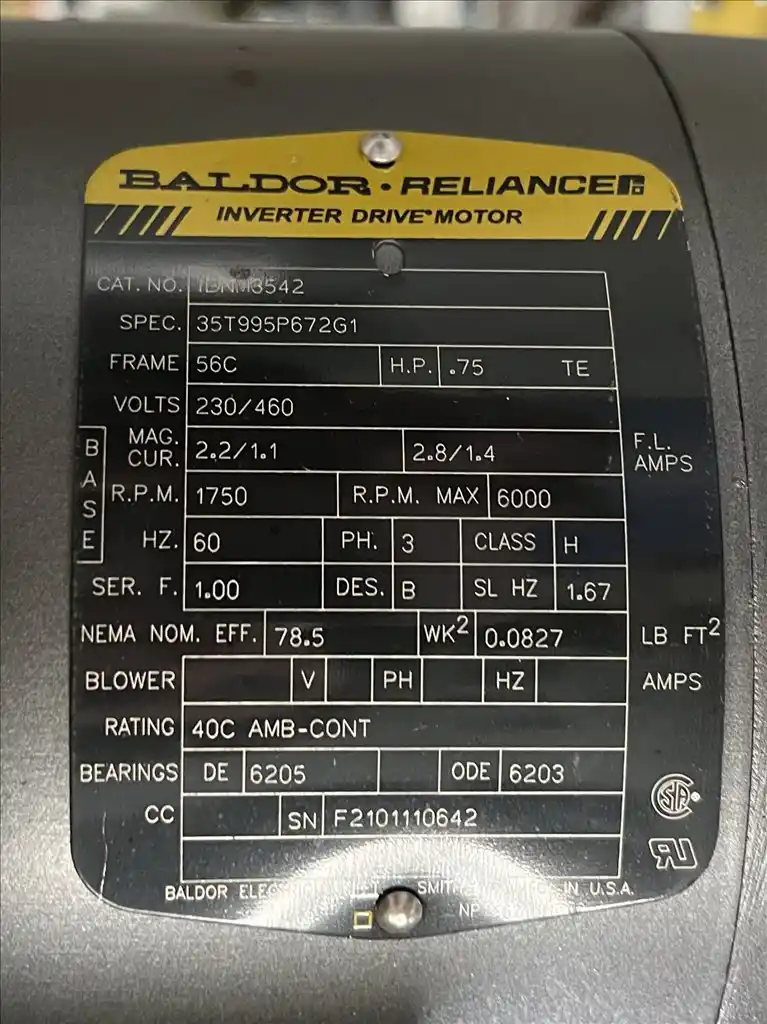 BALDOR • RELIANCE
INVERTER DRIVE MOTOR
CAT. NO. IDNM3542
SPEC. 35T995P672G1
FRAME 56C H.P. .75 TE
VOLTS 230/460
BASE
MAG. CUR. 2.2/1.1 2.8/1.4 F.L. AMPS
R.P.M. 1750 R.P.M. MAX 6000
HZ. 60 PH. 3 CLASS H
SER. F. 1.00 DES. B SL HZ 1.67
NEMA NOM. EFF. 78.5 WK² 0.0827 LB FT²
BLOWER V PH HZ AMPS
RATING 40C AMB-CONT
BEARINGS DE 6205 ODE 6203
CC SN F2101110642
BALDOR IN U.S.A.
NP